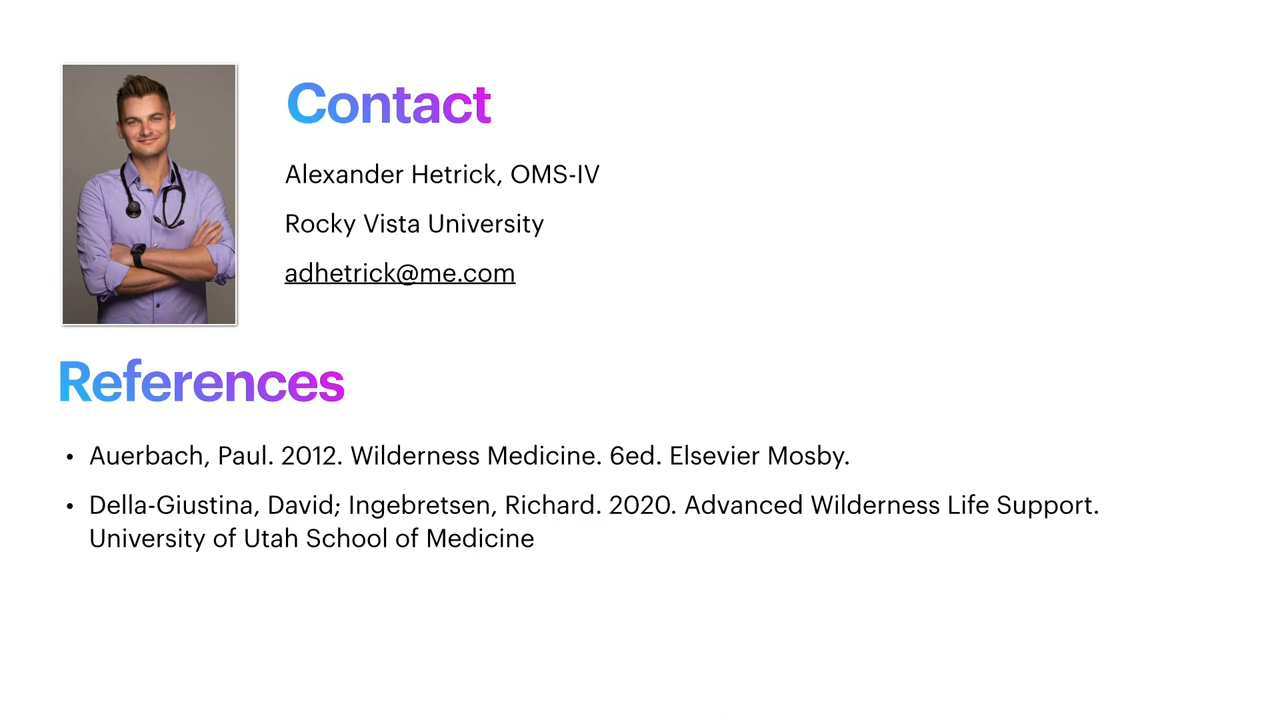 Contact
Alexander Hetrick, OMS-IV
Rocky Vista University
adhetrick@me.com
References
• Auerbach, Paul. 2012. Wilderness Medicine. 6ed. Elsevier Mosby.
• Della-Giustina, David; Ingebretsen, Richard. 2020. Advanced Wilderness Life Support.
University of Utah School of Medicine